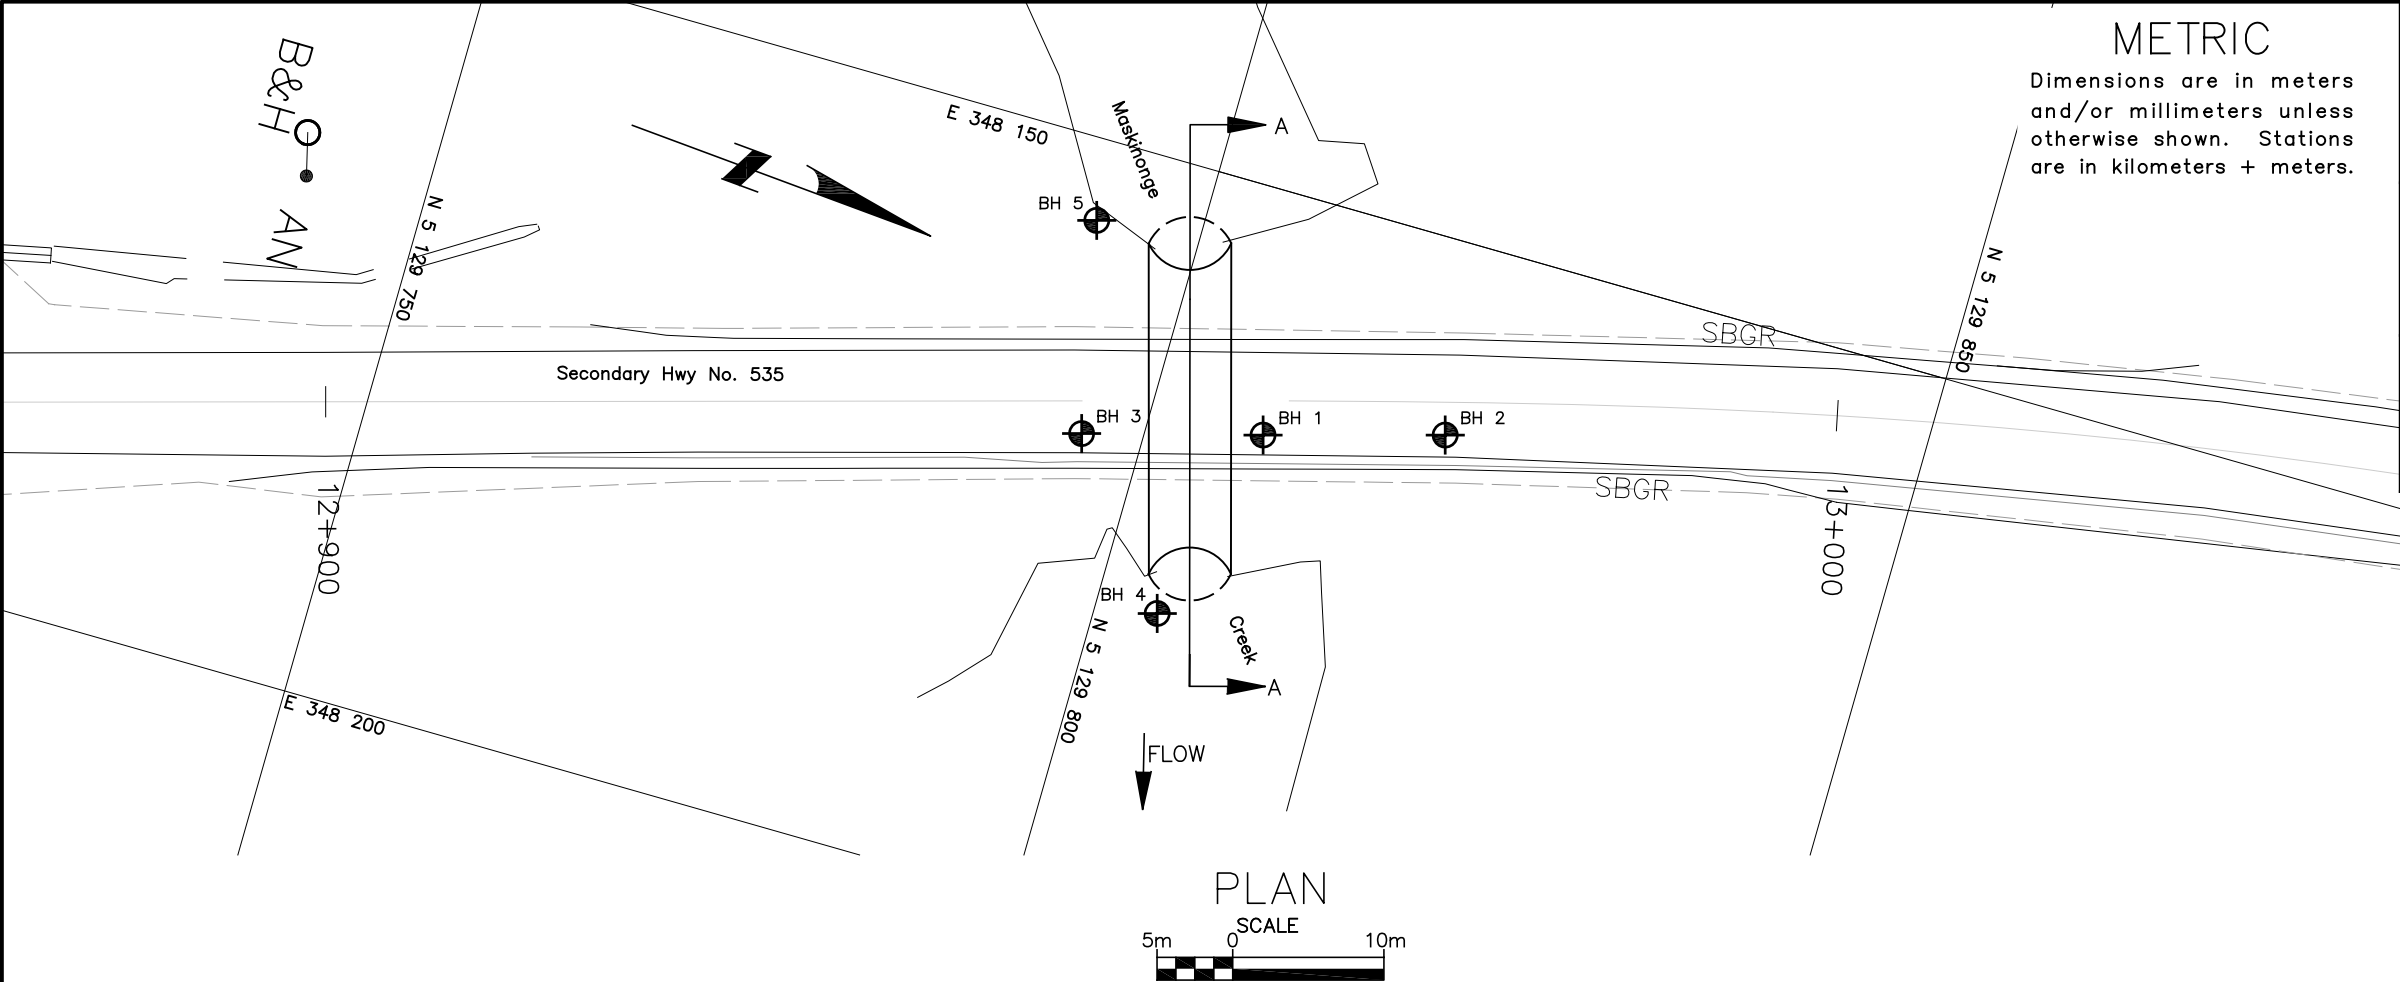 METRIC
Dimensions are in meters
and/or millimeters unless
otherwise shown. Stations
are in kilometers + meters.
B&H
AN
N 5 129 750
E 348 150
Maskinonge
A
BH 5
N 5 129 850
SBGR
Secondary Hwy No. 535
BH 3
BH 1
BH 2
SBGR
12+900
13+000
BH 4
Creek
N 5 129 800
A
E 348 200
FLOW
PLAN
SCALE
5m 0 10m